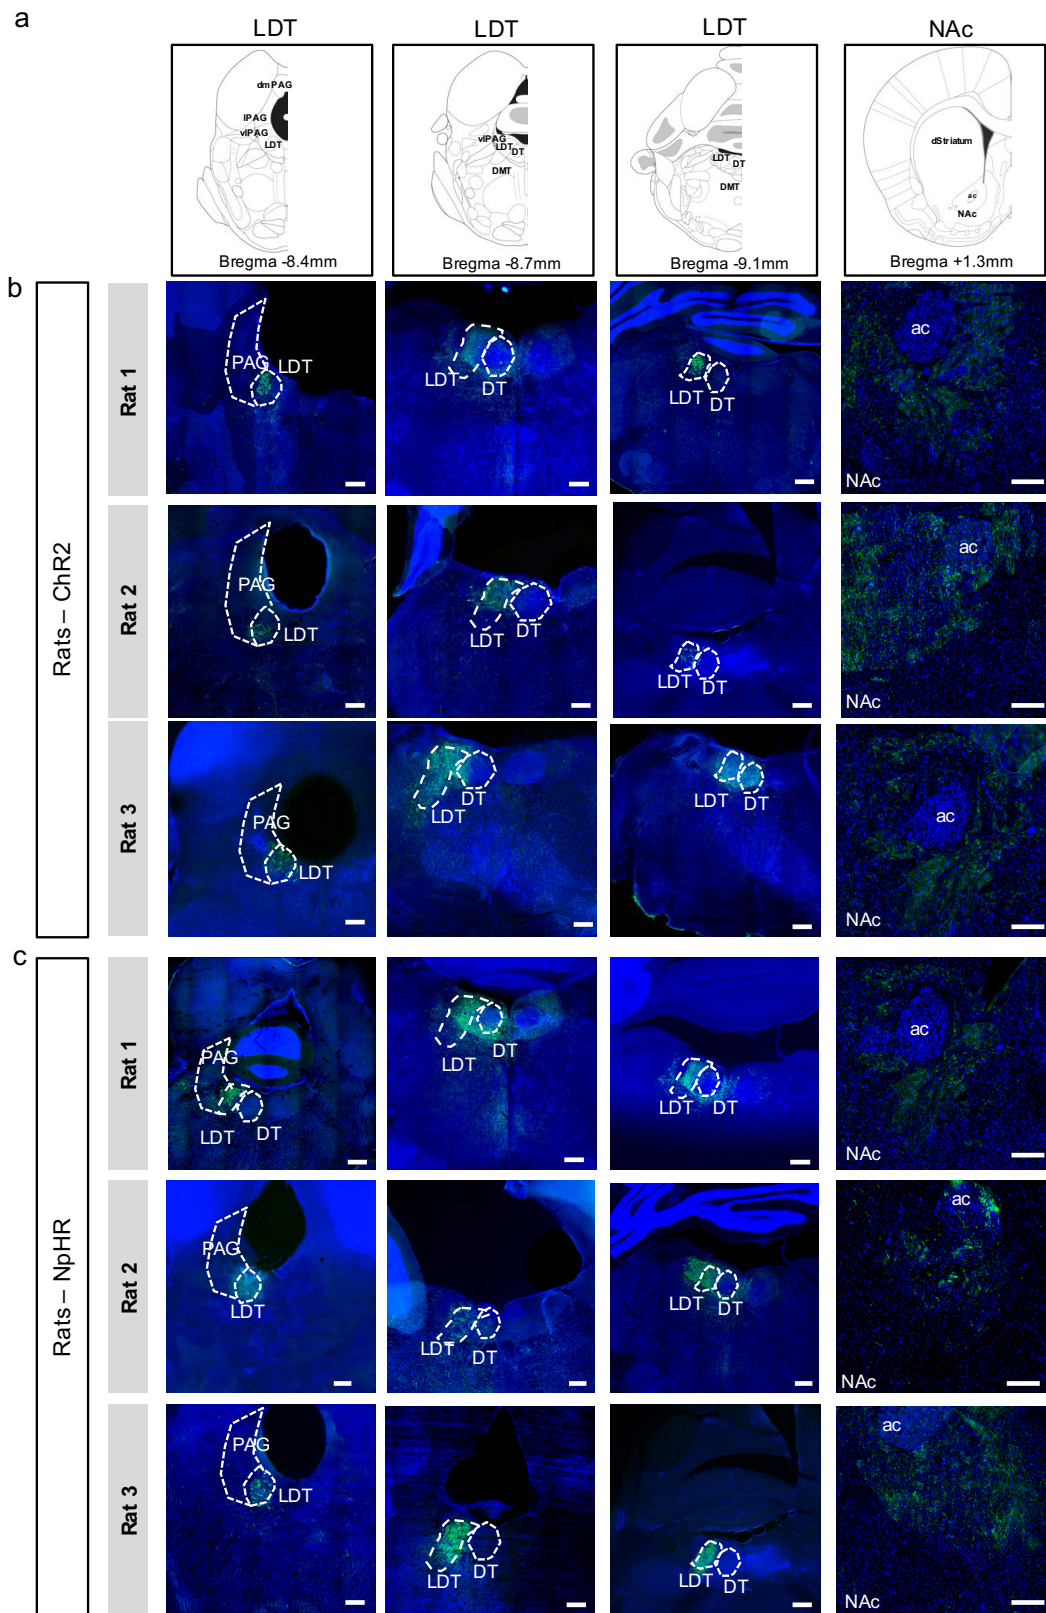 a
LDT
LDT
LDT
NAc
dmPAG
lPAG
vlPAG
LDT
Bregma -8.4mm
vlPAG
LDT
DT
DMT
Bregma -8.7mm
LDT
DT
DMT
Bregma -9.1mm
dStriatum
ac
NAc
Bregma +1.3mm
b
Rats – ChR2
Rat 1
PAG
LDT
LDT
DT
LDT
DT
ac
NAc
Rat 2
PAG
LDT
LDT
DT
LDT
DT
ac
NAc
Rat 3
PAG
LDT
LDT
DT
LDT
DT
ac
NAc
c
Rats – NpHR
Rat 1
PAG
LDT
DT
LDT
DT
LDT
DT
ac
NAc
Rat 2
PAG
LDT
LDT
DT
LDT
DT
ac
NAc
Rat 3
PAG
LDT
LDT
DT
LDT
DT
ac
NAc